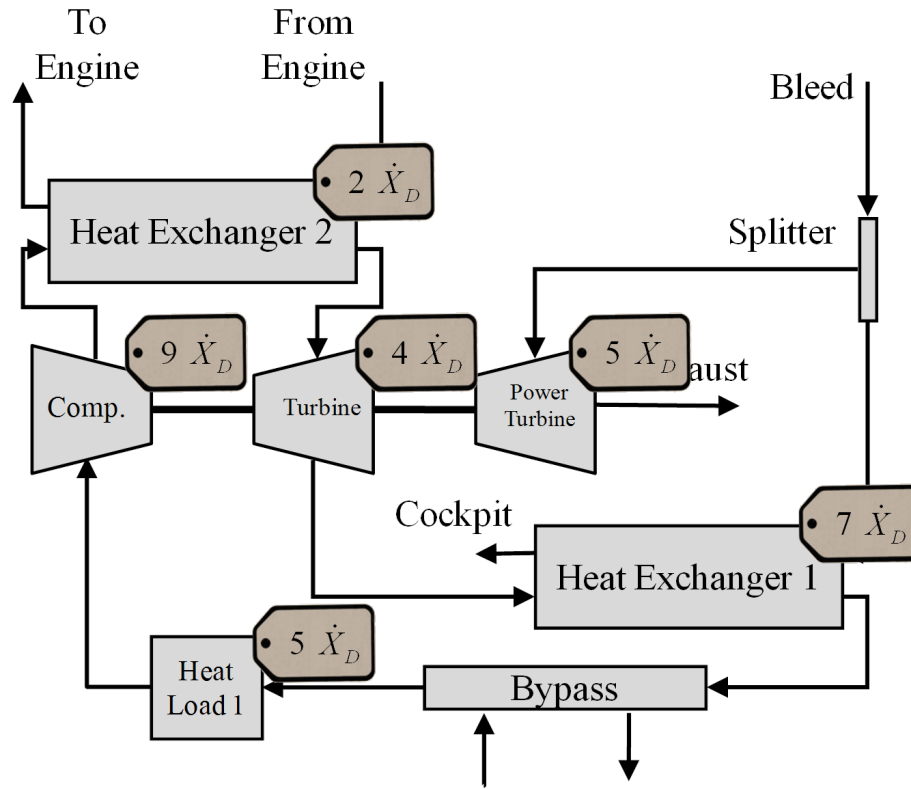 To
Engine
From
Engine
Bleed
2 Ẋ_D
Heat Exchanger 2
Splitter
9 Ẋ_D
4 Ẋ_D
5 Ẋ_D
aust
Comp.
Turbine
Power
Turbine
Cockpit
7 Ẋ_D
Heat Exchanger 1
5 Ẋ_D
Heat
Load 1
Bypass